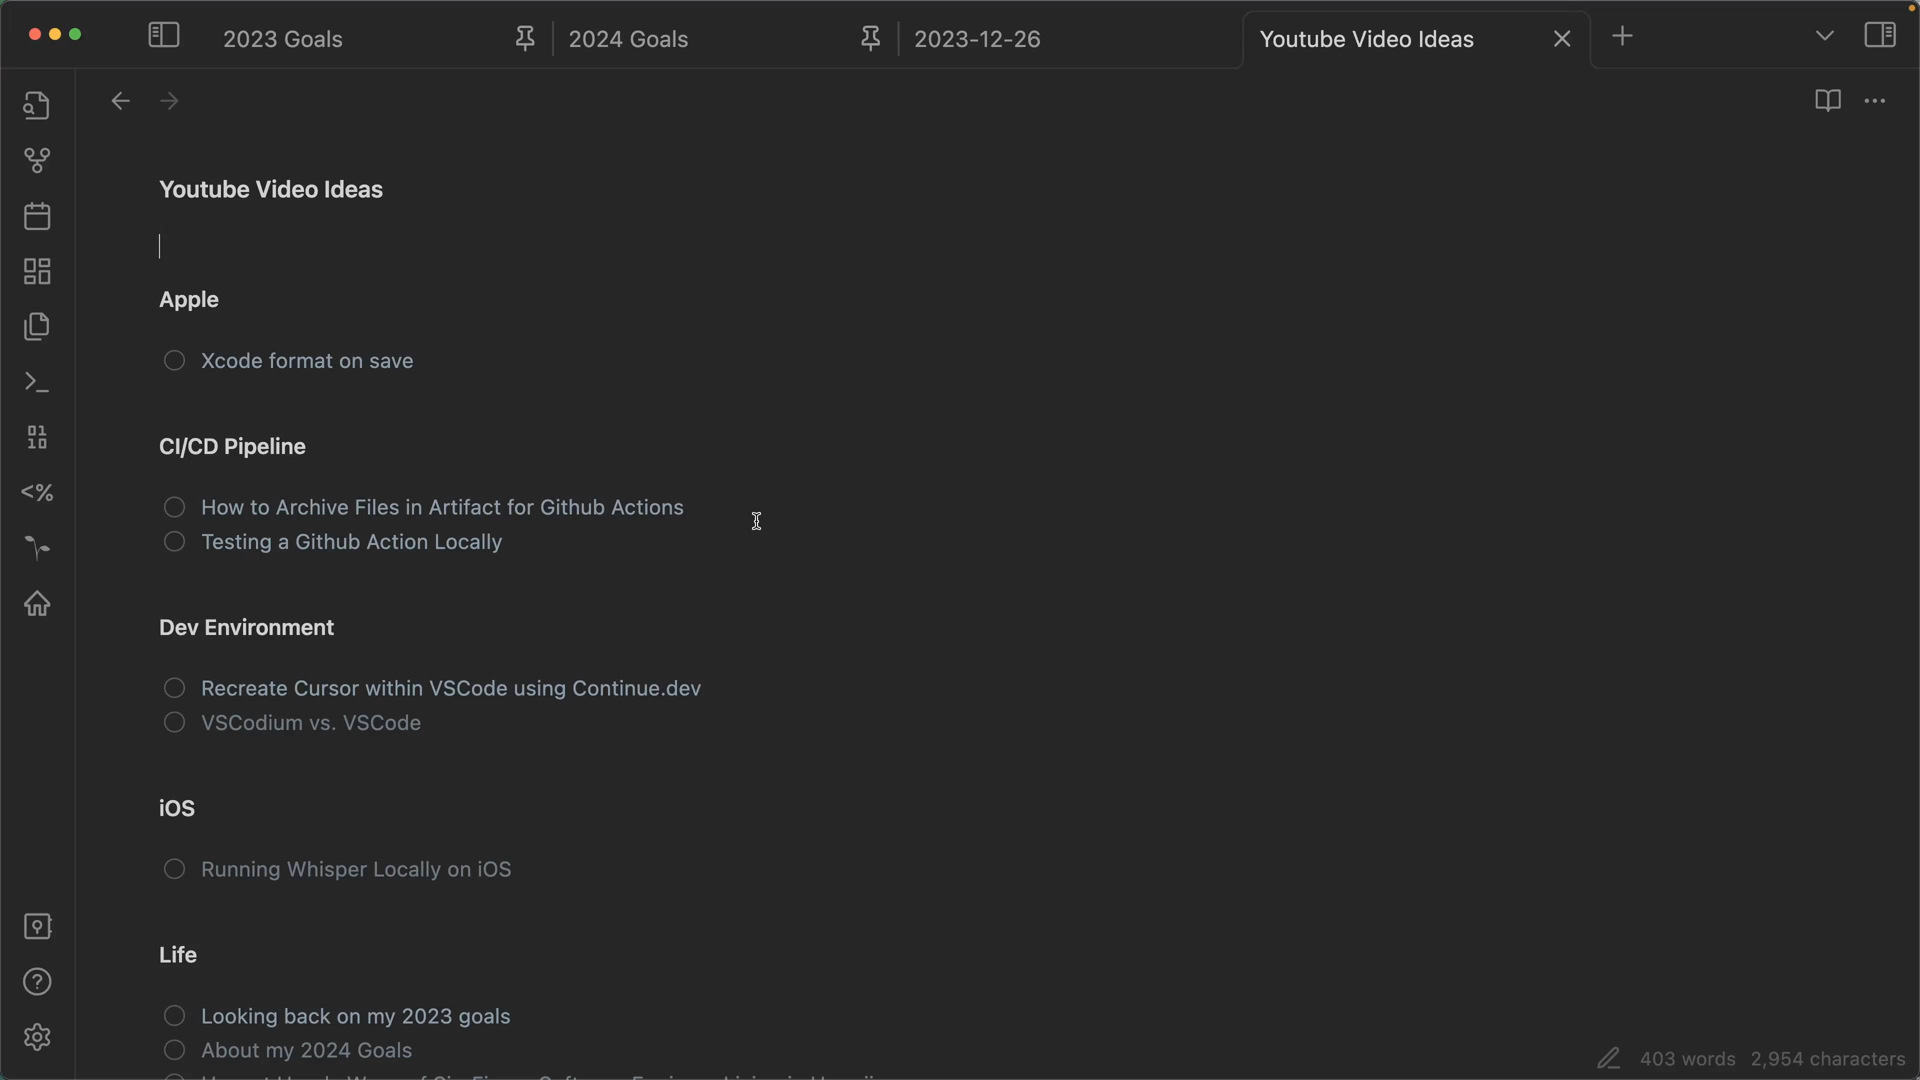 2023 Goals
2024 Goals
2023-12-26
Youtube Video Ideas
Youtube Video Ideas
Apple
Xcode format on save
CI/CD Pipeline
How to Archive Files in Artifact for Github Actions
Testing a Github Action Locally
Dev Environment
Recreate Cursor within VSCode using Continue.dev
VSCodium vs. VSCode
iOS
Running Whisper Locally on iOS
Life
Looking back on my 2023 goals
About my 2024 Goals
403 words 2,954 characters